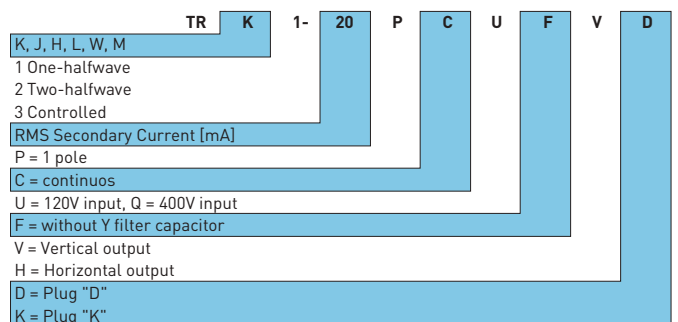 TR K 1- 20 P C U F V D
K, J, H, L, W, M
1 One-halfwave
2 Two-halfwave
3 Controlled
RMS Secondary Current [mA]
P = 1 pole
C = continuos
U = 120V input, Q = 400V input
F = without Y filter capacitor
V = Vertical output
H = Horizontal output
D = Plug "D"
K = Plug "K"